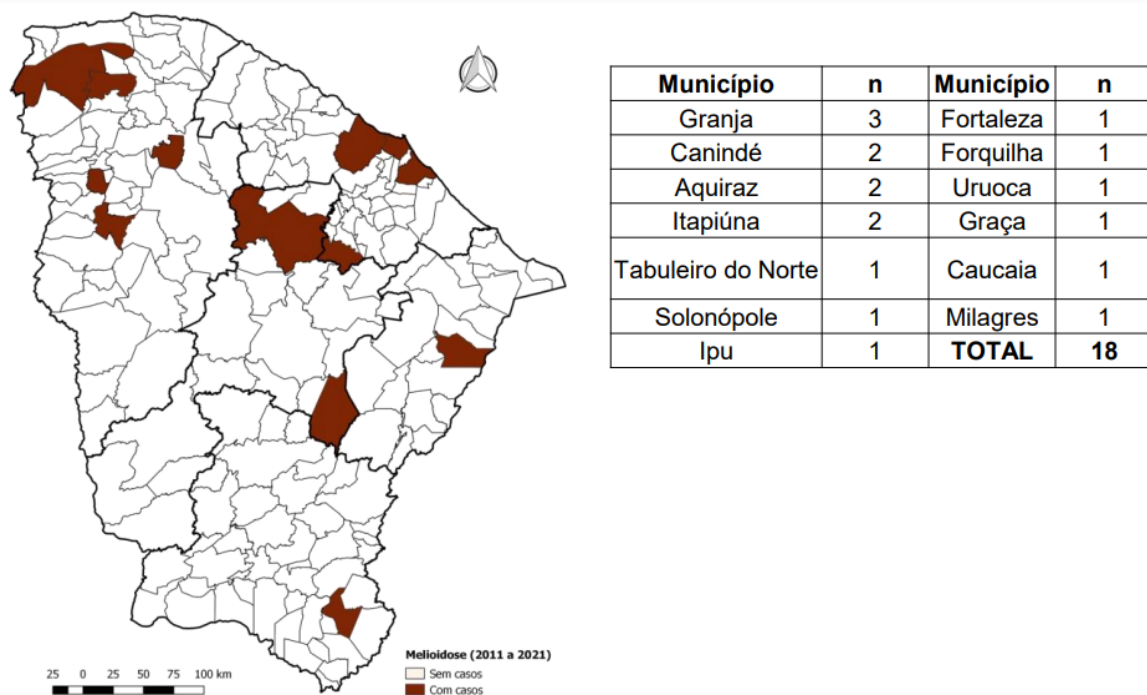 Município n Município n
Granja 3 Fortaleza 1
Canindé 2 Forquilha 1
Aquiraz 2 Uruoca 1
Itapiúna 2 Graça 1
Tabuleiro do Norte 1 Caucaia 1
Solonópole 1 Milagres 1
Ipu 1 TOTAL 18
Melioidose (2011 a 2021)
Sem casos
Com casos
25 0 25 50 75 100 km